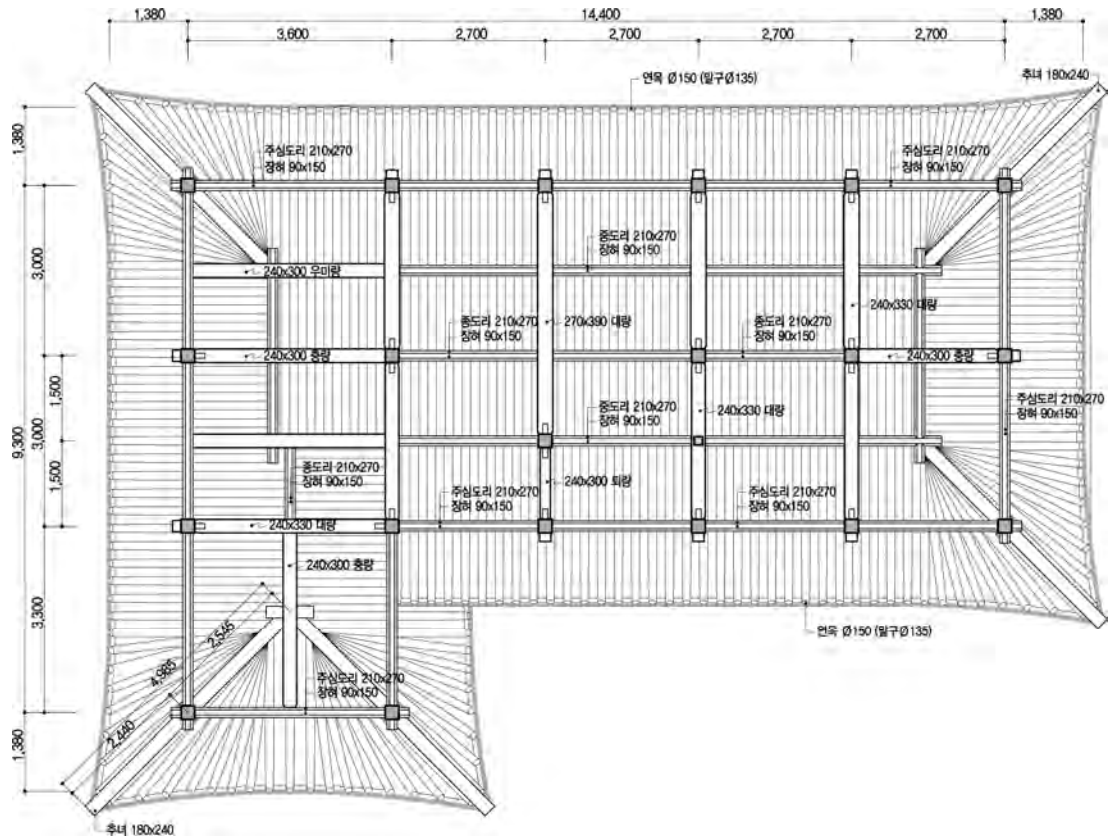 1,380
14,400
1,380
3,600
2,700
2,700
2,700
2,700
연목 Ø150 (말구Ø135)
추녀 180x240
1,380
주심도리 210x270
장혀 90x150
주심도리 210x270
장혀 90x150
3,000
중도리 210x270
장혀 90x150
240x300 우미량
240x330 대량
270x390 대량
중도리 210x270
장혀 90x150
중도리 210x270
장혀 90x150
240x300 충량
240x300 충량
9,300
3,000
1,500
1,500
주심도리 210x270
장혀 90x150
중도리 210x270
장혀 90x150
240x330 대량
중도리 210x270
장혀 90x150
240x300 퇴량
주심도리 210x270
장혀 90x150
주심도리 210x270
장혀 90x150
240x330 대량
240x300 충량
3,300
2,545
4,985
2,440
연목 Ø150 (말구Ø135)
주심도리 210x270
장혀 90x150
1,380
추녀 180x240